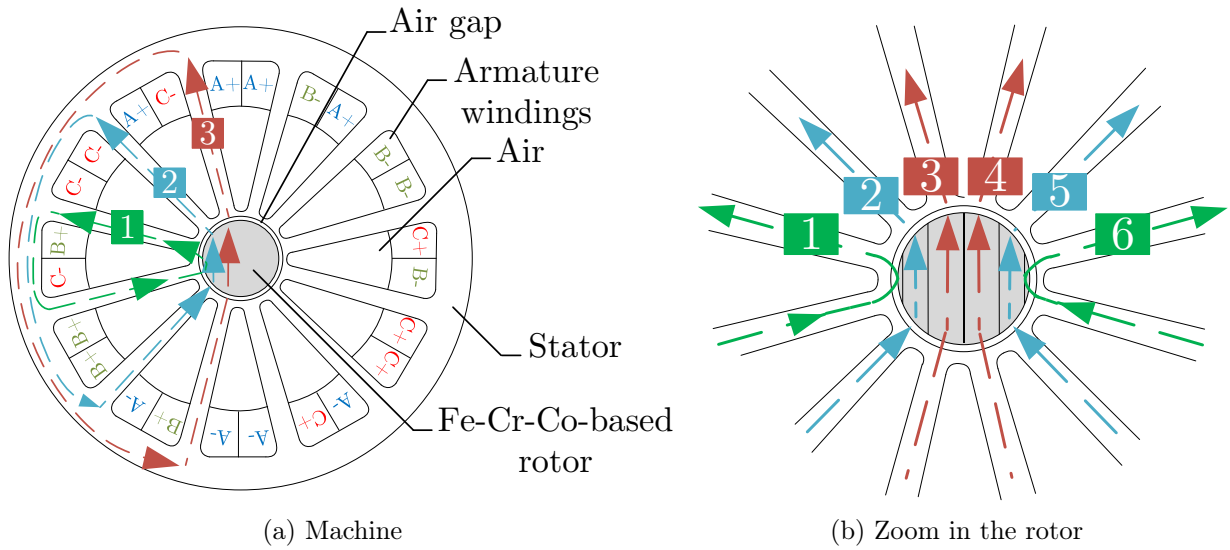 Air gap
Armature
windings
Air
Stator
Fe-Cr-Co-based
rotor
A+ A+
B- A+
B-
B-
C+
B-
C+
C+
A-
C+
A- A-
B+
A-
B+
B+
C-
B+
C-
C-
A+ C-
1
2
3
(a) Machine
1
2
3
4
5
6
(b) Zoom in the rotor